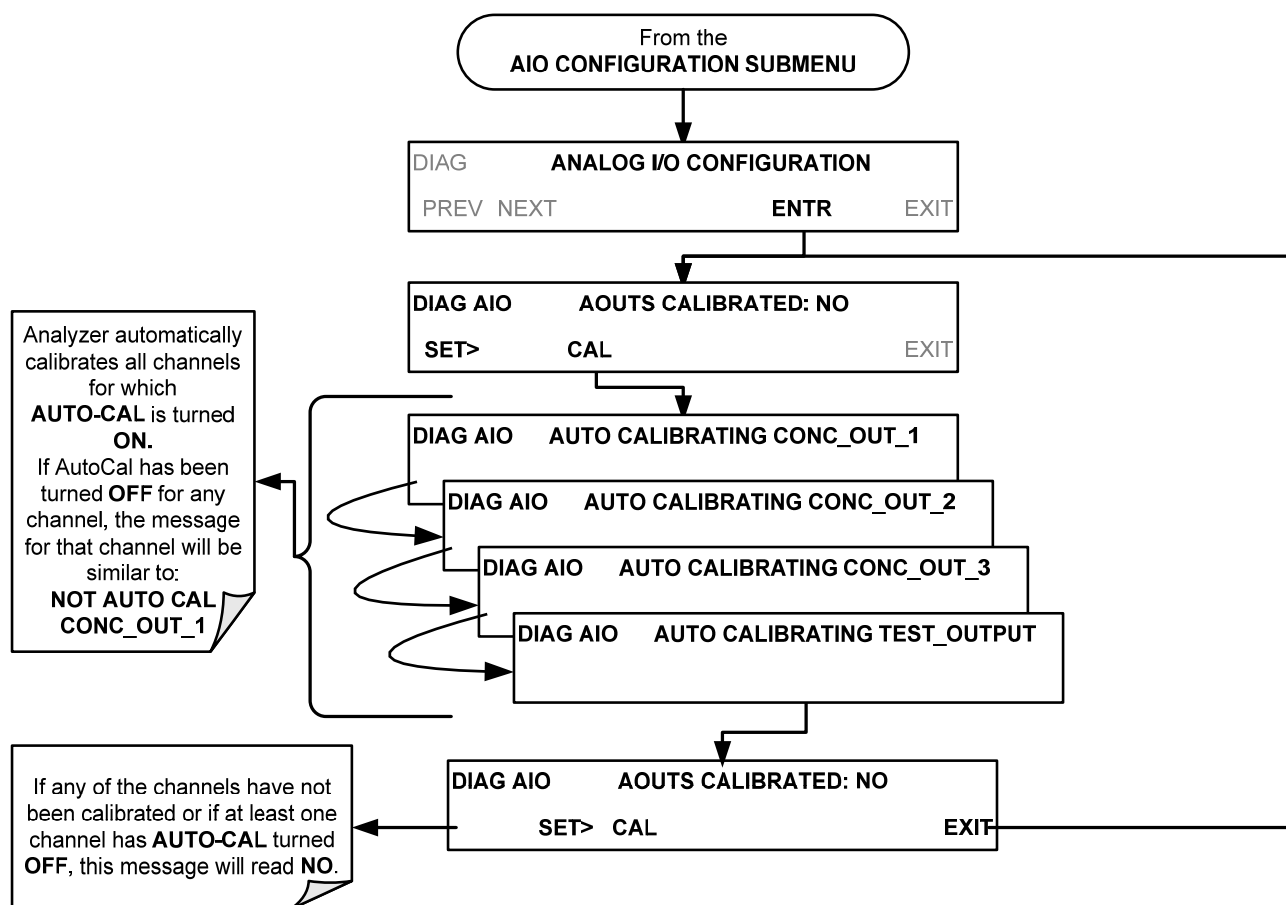 From the
AIO CONFIGURATION SUBMENU
DIAG ANALOG I/O CONFIGURATION
PREV NEXT ENTR EXIT
DIAG AIO AOUTS CALIBRATED: NO
SET> CAL EXIT
Analyzer automatically
calibrates all channels
for which
AUTO-CAL is turned
ON.
If AutoCal has been
turned OFF for any
channel, the message
for that channel will be
similar to:
NOT AUTO CAL
CONC_OUT_1
DIAG AIO AUTO CALIBRATING CONC_OUT_1
DIAG AIO AUTO CALIBRATING CONC_OUT_2
DIAG AIO AUTO CALIBRATING CONC_OUT_3
DIAG AIO AUTO CALIBRATING TEST_OUTPUT
If any of the channels have not
been calibrated or if at least one
channel has AUTO-CAL turned
OFF, this message will read NO.
DIAG AIO AOUTS CALIBRATED: NO
SET> CAL EXIT